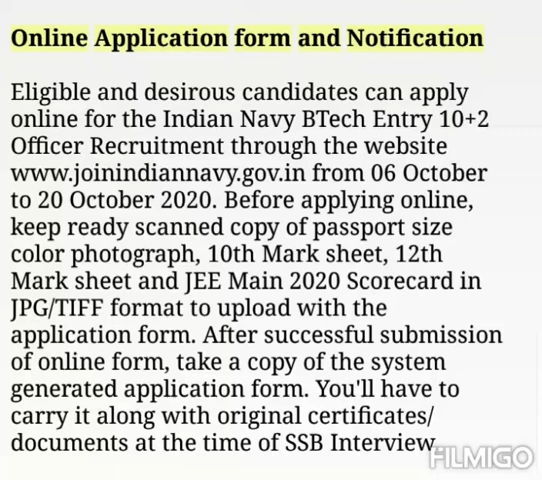 Online Application form and Notification
Eligible and desirous candidates can apply
online for the Indian Navy BTech Entry 10+2
Officer Recruitment through the website
www.joinindiannavy.gov.in from 06 October
to 20 October 2020. Before applying online,
keep ready scanned copy of passport size
color photograph, 10th Mark sheet, 12th
Mark sheet and JEE Main 2020 Scorecard in
JPG/TIFF format to upload with the
application form. After successful submission
of online form, take a copy of the system
generated application form. You'll have to
carry it along with original certificates/
documents at the time of SSB Interview
FILMIGO